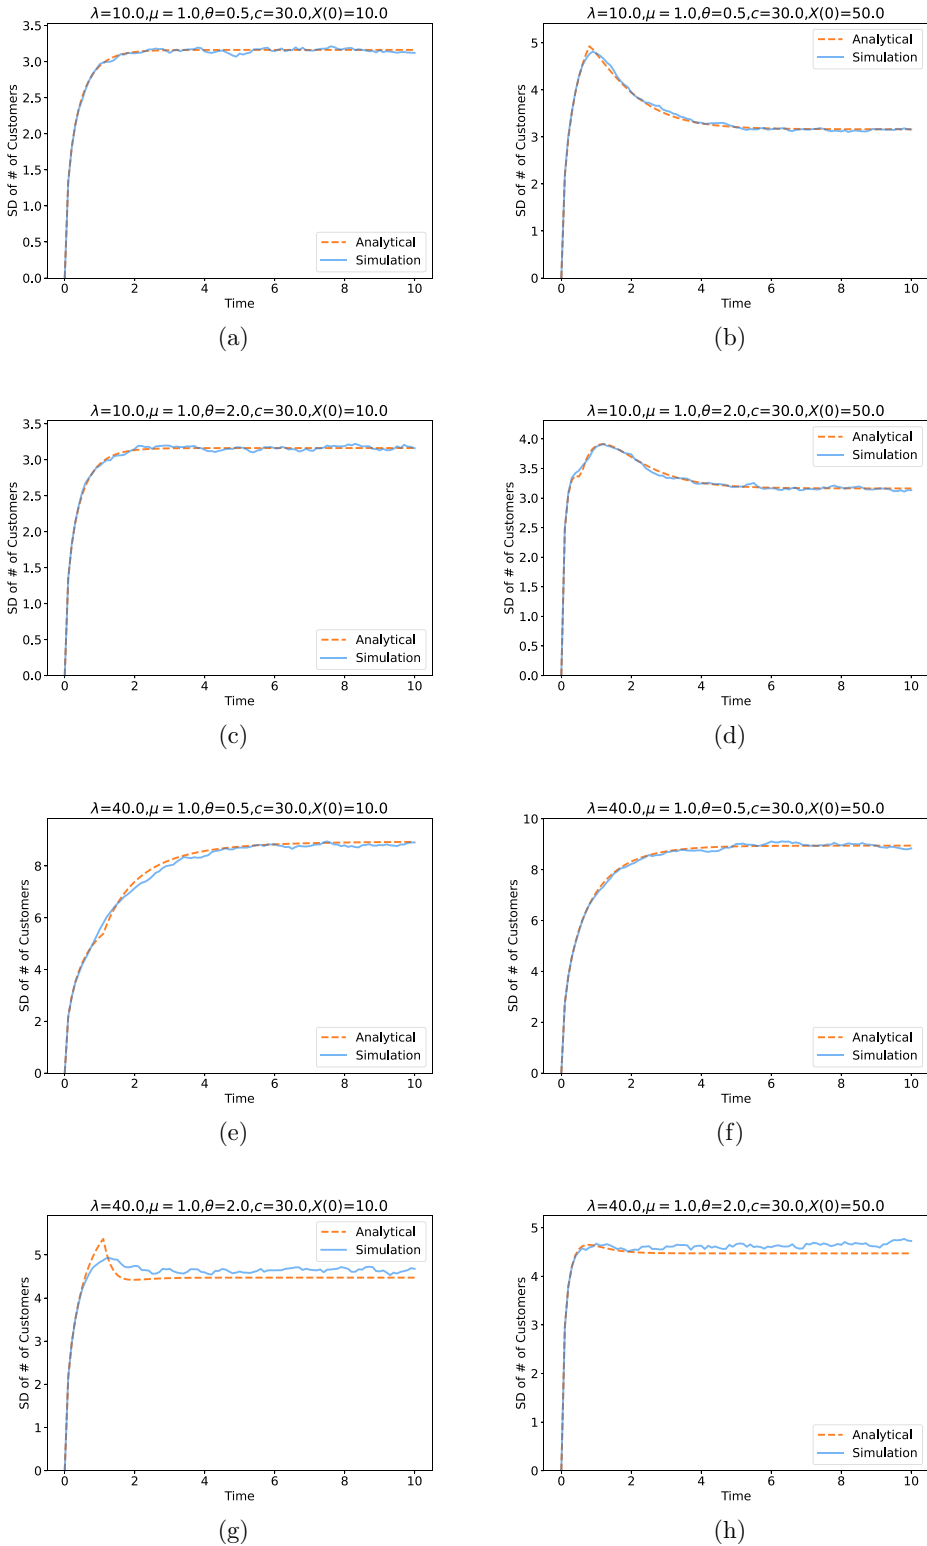 λ=10.0,μ = 1.0,θ=0.5,c=30.0,X(0)=10.0
SD of # of Customers
3.5
3.0
2.5
2.0
1.5
1.0
0.5
0.0
Analytical
Simulation
0 2 4 6 8 10
Time
(a)
λ=10.0,μ = 1.0,θ=0.5,c=30.0,X(0)=50.0
SD of # of Customers
5
4
3
2
1
0
Analytical
Simulation
0 2 4 6 8 10
Time
(b)
λ=10.0,μ = 1.0,θ=2.0,c=30.0,X(0)=10.0
SD of # of Customers
3.5
3.0
2.5
2.0
1.5
1.0
0.5
0.0
Analytical
Simulation
0 2 4 6 8 10
Time
(c)
λ=10.0,μ = 1.0,θ=2.0,c=30.0,X(0)=50.0
SD of # of Customers
4.0
3.5
3.0
2.5
2.0
1.5
1.0
0.5
0.0
Analytical
Simulation
0 2 4 6 8 10
Time
(d)
λ=40.0,μ = 1.0,θ=0.5,c=30.0,X(0)=10.0
SD of # of Customers
8
6
4
2
0
Analytical
Simulation
0 2 4 6 8 10
Time
(e)
λ=40.0,μ = 1.0,θ=0.5,c=30.0,X(0)=50.0
SD of # of Customers
10
8
6
4
2
0
Analytical
Simulation
0 2 4 6 8 10
Time
(f)
λ=40.0,μ = 1.0,θ=2.0,c=30.0,X(0)=10.0
SD of # of Customers
5
4
3
2
1
0
Analytical
Simulation
0 2 4 6 8 10
Time
(g)
λ=40.0,μ = 1.0,θ=2.0,c=30.0,X(0)=50.0
SD of # of Customers
5
4
3
2
1
0
Analytical
Simulation
0 2 4 6 8 10
Time
(h)